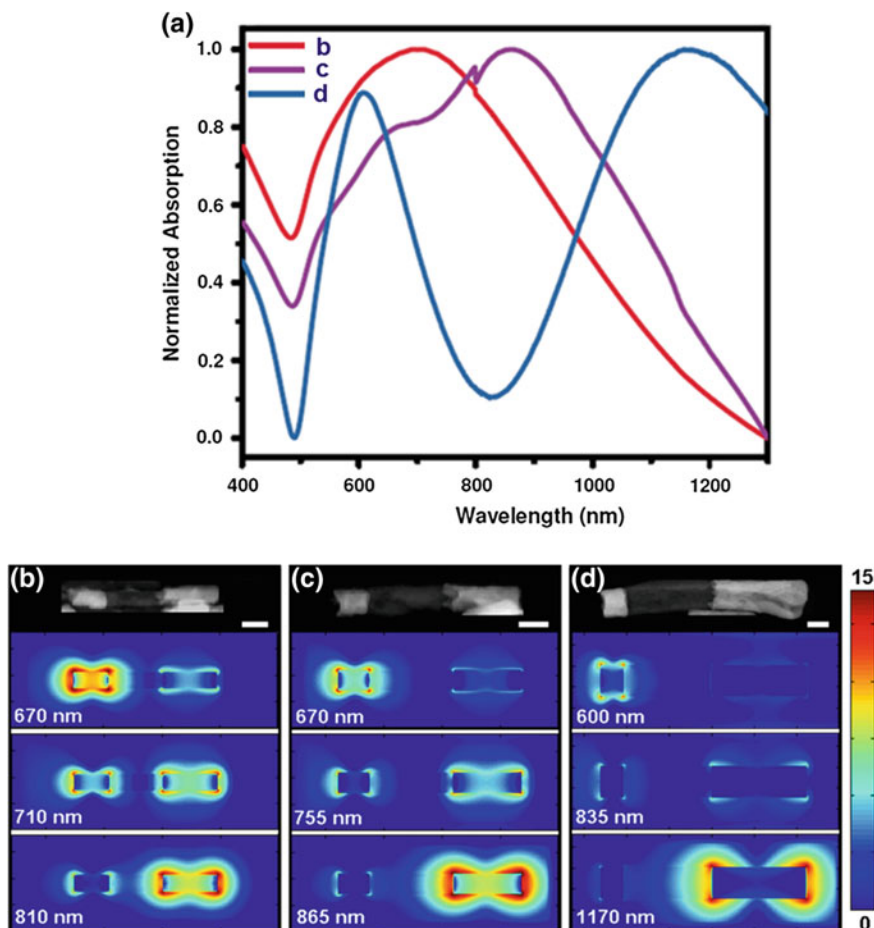 (a)
b
c
d
1.0
0.8
0.6
0.4
0.2
0.0
Normalized Absorption
400 600 800 1000 1200
Wavelength (nm)
(b) (c) (d)
15
670 nm 670 nm 600 nm
710 nm 755 nm 835 nm
810 nm 865 nm 1170 nm
0